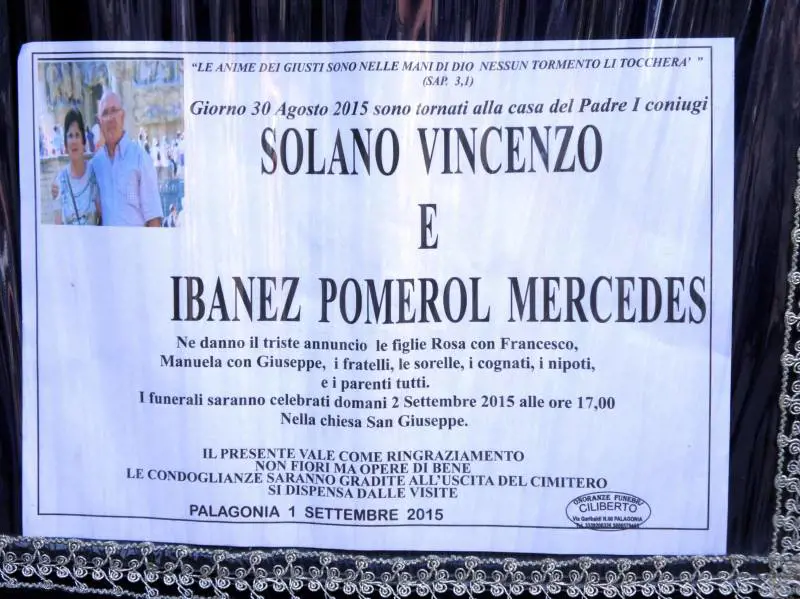 “LE ANIME DEI GIUSTI SONO NELLE MANI DI DIO NESSUN TORMENTO LI TOCCHERA’ ”
(SAP. 3,1)
Giorno 30 Agosto 2015 sono tornati alla casa del Padre I coniugi
SOLANO VINCENZO
E
IBANEZ POMEROL MERCEDES
Ne danno il triste annuncio le figlie Rosa con Francesco,
Manuela con Giuseppe, i fratelli, le sorelle, i cognati, i nipoti,
e i parenti tutti.
I funerali saranno celebrati domani 2 Settembre 2015 alle ore 17,00
Nella chiesa San Giuseppe.
IL PRESENTE VALE COME RINGRAZIAMENTO
NON FIORI MA OPERE DI BENE
LE CONDOGLIANZE SARANNO GRADITE ALL'USCITA DEL CIMITERO
SI DISPENSA DALLE VISITE
PALAGONIA 1 SETTEMBRE 2015
ONORANZE FUNEBRI
CILIBERTO
Via Garibaldi N.98 PALAGONIA